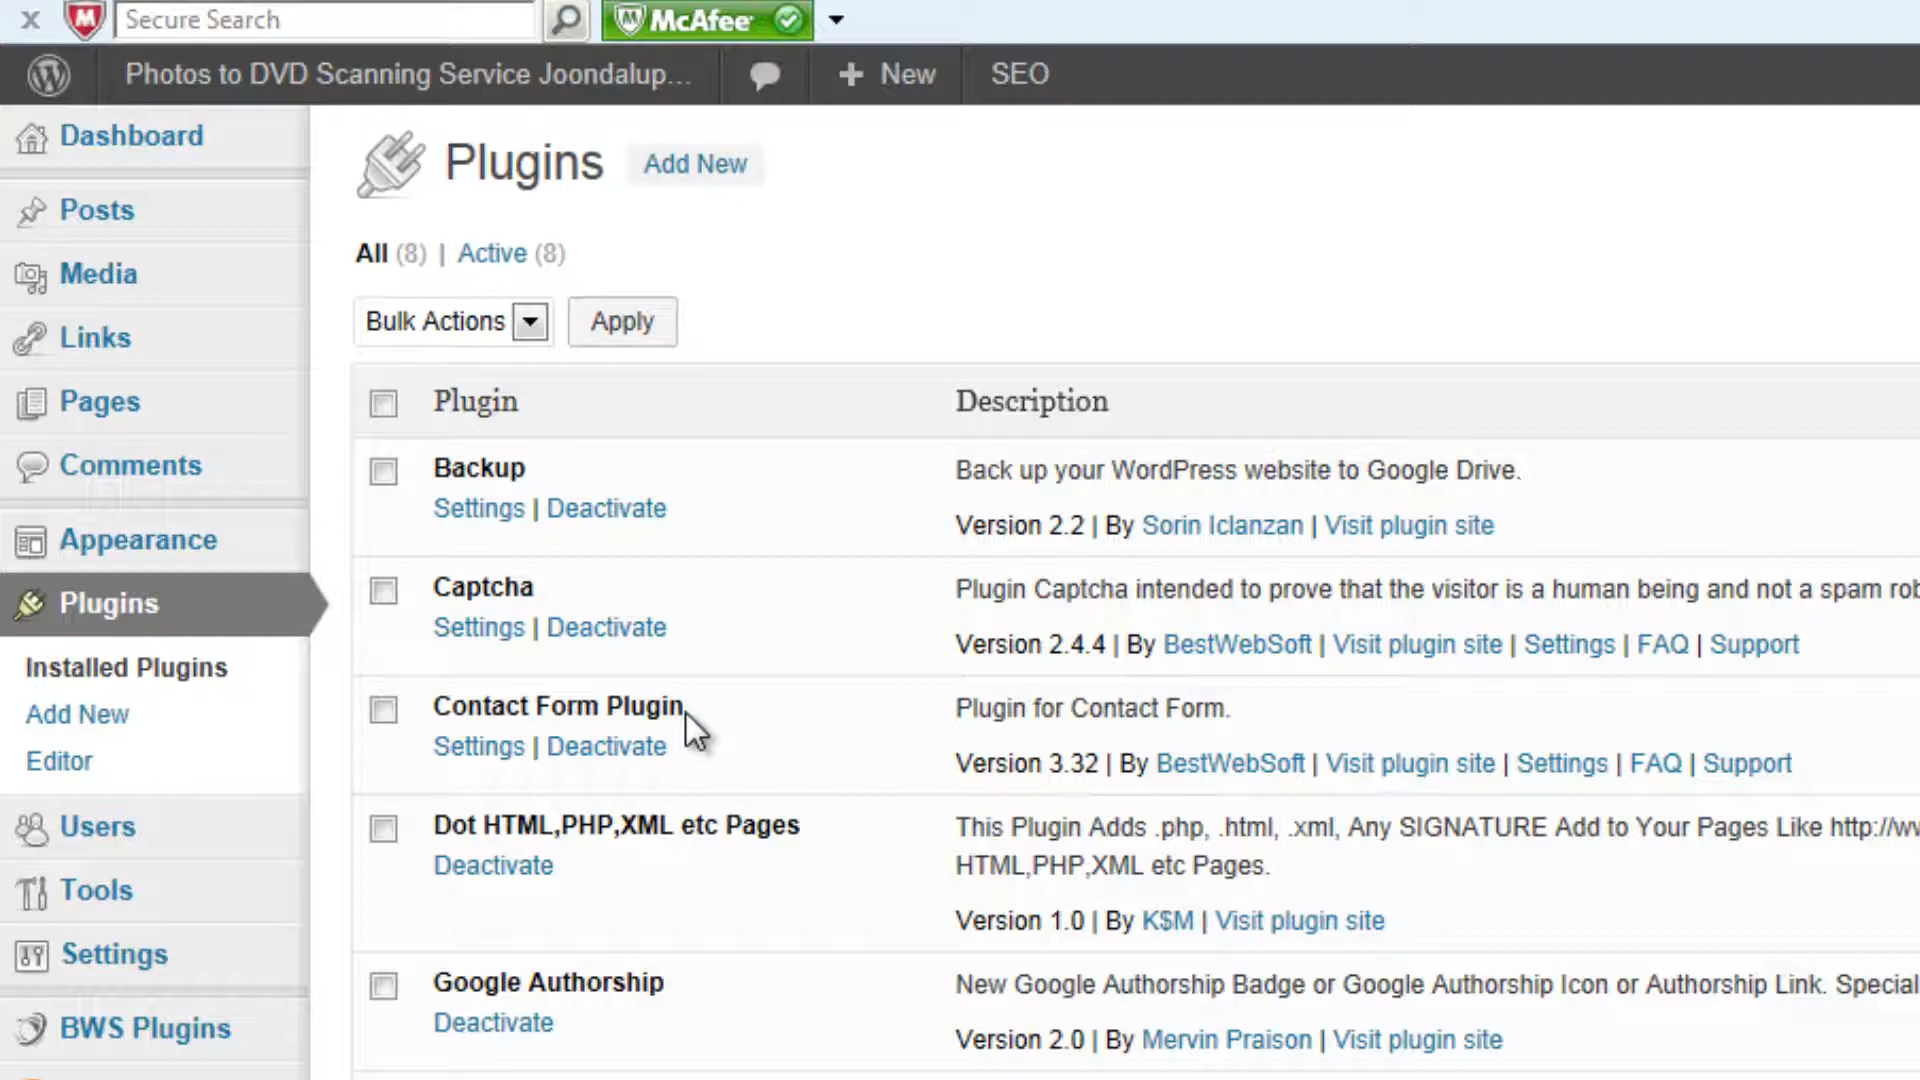 x Secure Search McAfee
Photos to DVD Scanning Service Joondalup... New SEO
Dashboard
Posts
Media
Links
Pages
Comments
Appearance
Plugins
Installed Plugins
Add New
Editor
Users
Tools
Settings
BWS Plugins
Plugins Add New
All (8) | Active (8)
Bulk Actions Apply
Plugin Description
Backup
Settings | Deactivate
Back up your WordPress website to Google Drive.
Version 2.2 | By Sorin Iclanzan | Visit plugin site
Captcha
Settings | Deactivate
Plugin Captcha intended to prove that the visitor is a human being and not a spam rob
Version 2.4.4 | By BestWebSoft | Visit plugin site | Settings | FAQ | Support
Contact Form Plugin
Settings | Deactivate
Plugin for Contact Form.
Version 3.32 | By BestWebSoft | Visit plugin site | Settings | FAQ | Support
Dot HTML,PHP,XML etc Pages
Deactivate
This Plugin Adds .php, .html, .xml, Any SIGNATURE Add to Your Pages Like http://ww
HTML,PHP,XML etc Pages.
Version 1.0 | By K$M | Visit plugin site
Google Authorship
Deactivate
New Google Authorship Badge or Google Authorship Icon or Authorship Link. Special
Version 2.0 | By Mervin Praison | Visit plugin site